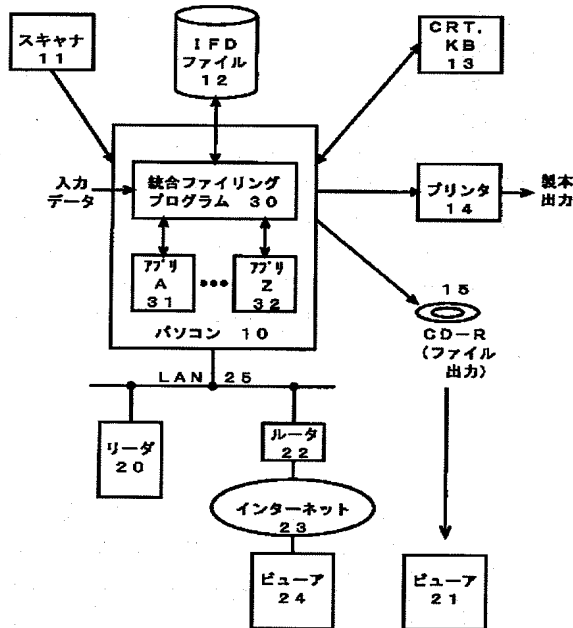 スキャナ
11
IFD
ファイル
12
CRT.
KB
13
入力
データ
統合ファイリング
プログラム 30
プリンタ
14
製本
出力
アプリ
A
31
•••
アプリ
Z
32
パソコン 10
15
CD-R
(ファイル
出力)
LAN 25
リーダ
20
ルータ
22
インターネット
23
ビューア
24
ビューア
21